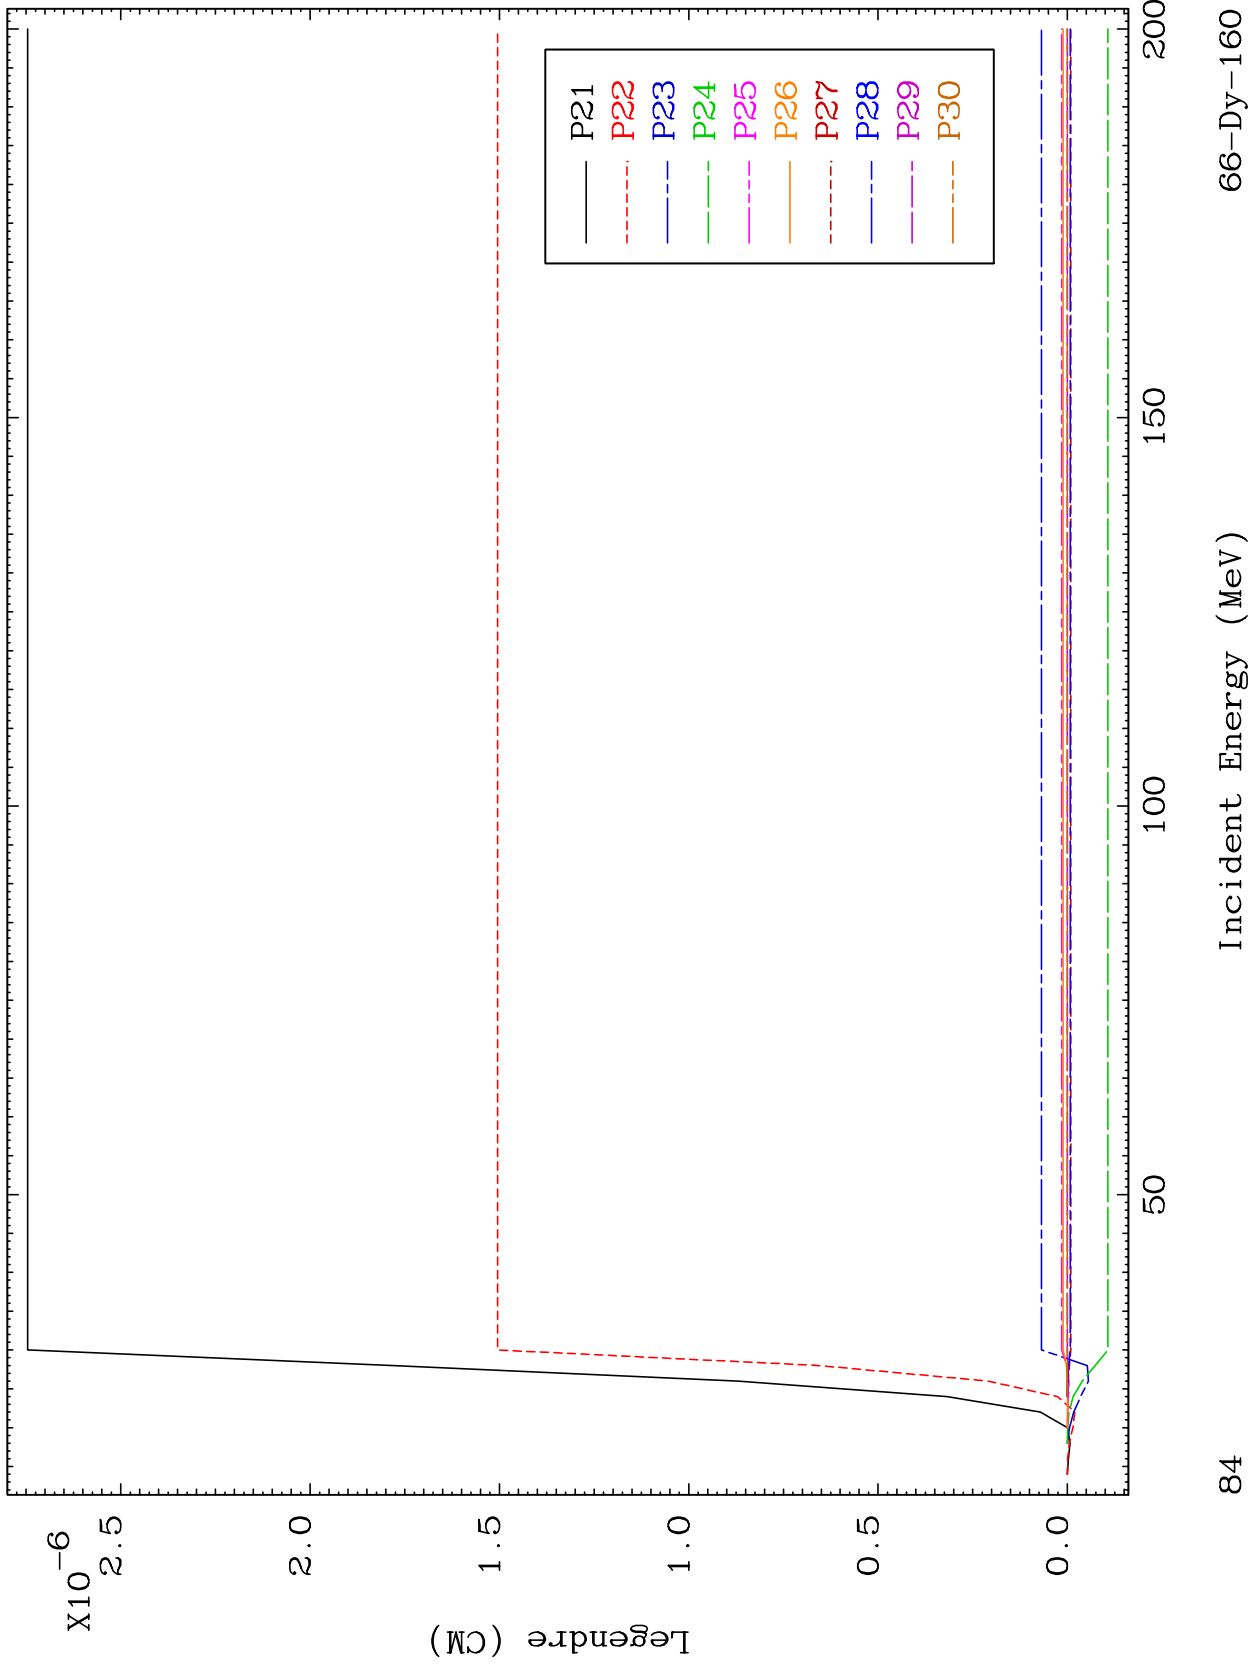 X10-6
2.5
2.0
1.5
1.0
0.5
0.0
Legendre (CM)
P21
P22
P23
P24
P25
P26
P27
P28
P29
P30
50
100
150
200
84
Incident Energy (MeV)
66-Dy-160